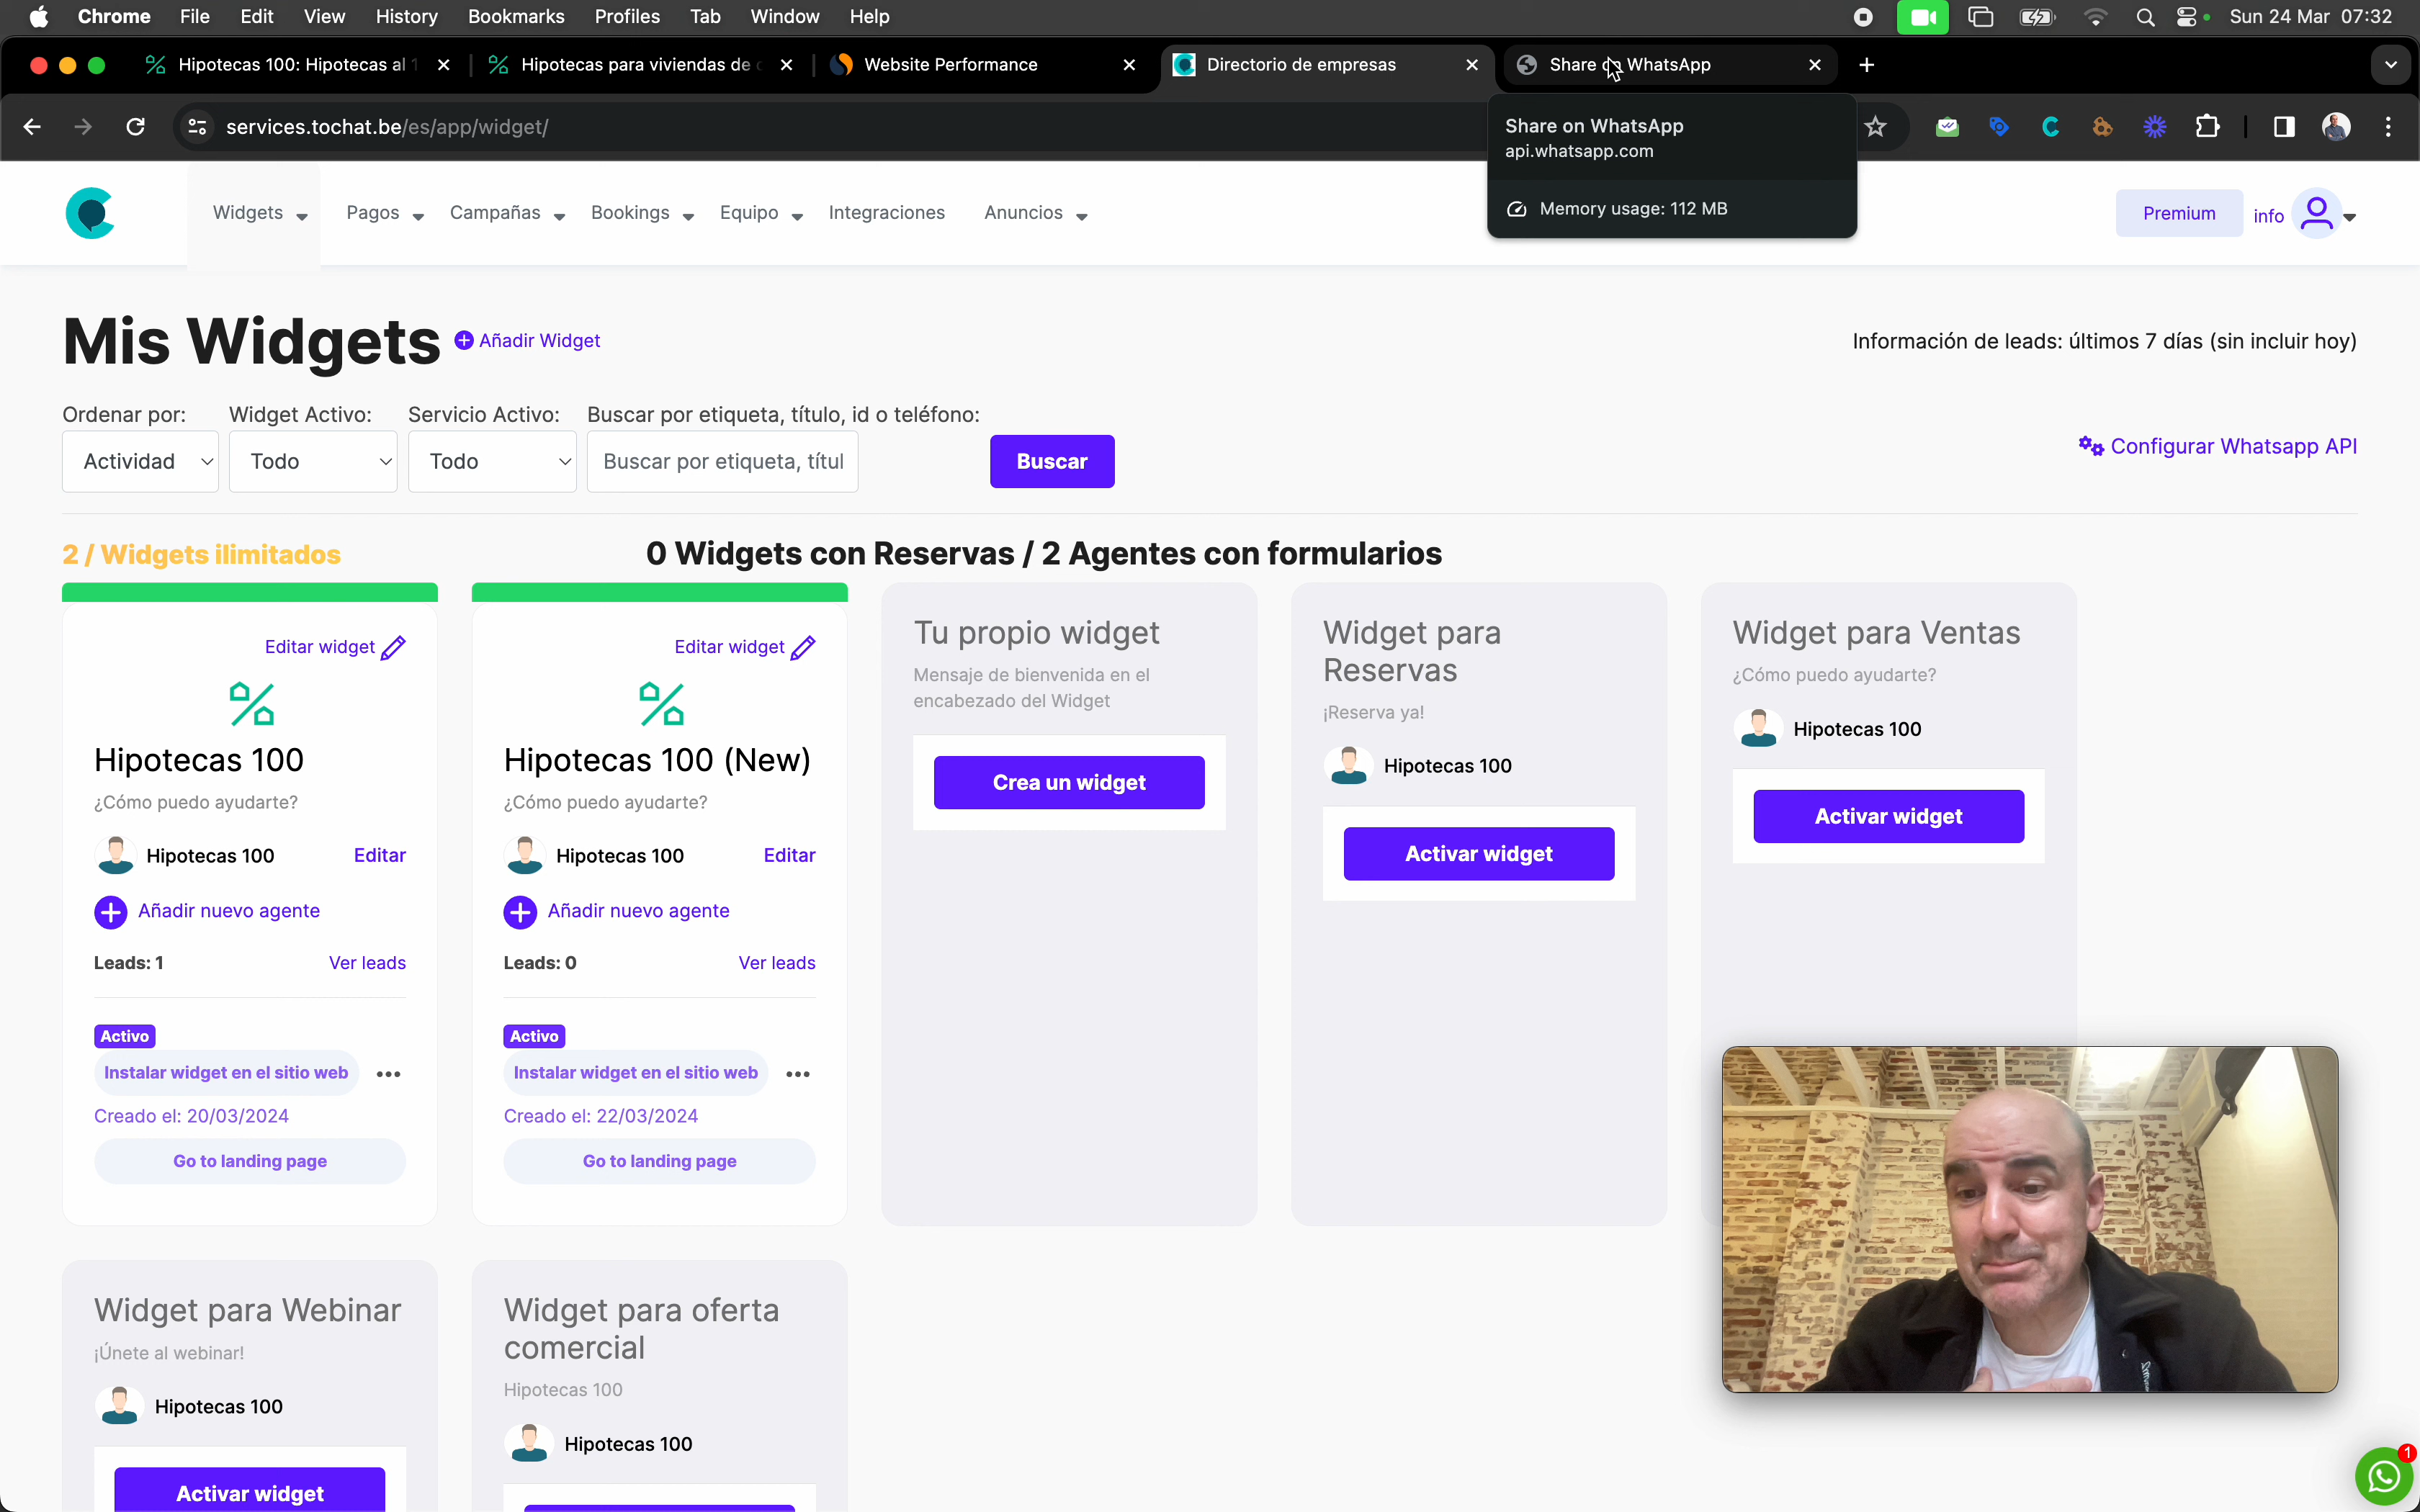 Chrome File Edit View History Bookmarks Profiles Tab Window Help Sun 24 Mar 07:32
Hipotecas 100: Hipotecas al 1 Hipotecas para viviendas de Website Performance Directorio de empresas Share on WhatsApp
services.tochat.be/es/app/widget/
Share on WhatsApp
api.whatsapp.com
Memory usage: 112 MB
Widgets Pagos Campañas Bookings Equipo Integraciones Anuncios Premium info
Mis Widgets Añadir Widget Información de leads: últimos 7 días (sin incluir hoy)
Ordenar por: Widget Activo: Servicio Activo: Buscar por etiqueta, título, id o teléfono:
Actividad Todo Todo Buscar por etiqueta, títul Buscar Configurar Whatsapp API
2 / Widgets ilimitados 0 Widgets con Reservas / 2 Agentes con formularios
Editar widget
Hipotecas 100
¿Cómo puedo ayudarte?
Hipotecas 100 Editar
Añadir nuevo agente
Leads: 1 Ver leads
Activo
Instalar widget en el sitio web
Creado el: 20/03/2024
Go to landing page
Editar widget
Hipotecas 100 (New)
¿Cómo puedo ayudarte?
Hipotecas 100 Editar
Añadir nuevo agente
Leads: 0 Ver leads
Activo
Instalar widget en el sitio web
Creado el: 22/03/2024
Go to landing page
Tu propio widget
Mensaje de bienvenida en el
encabezado del Widget
Crea un widget
Widget para
Reservas
¡Reserva ya!
Hipotecas 100
Activar widget
Widget para Ventas
¿Cómo puedo ayudarte?
Hipotecas 100
Activar widget
Widget para Webinar
¡Únete al webinar!
Hipotecas 100
Activar widget
Widget para oferta
comercial
Hipotecas 100
Hipotecas 100
1